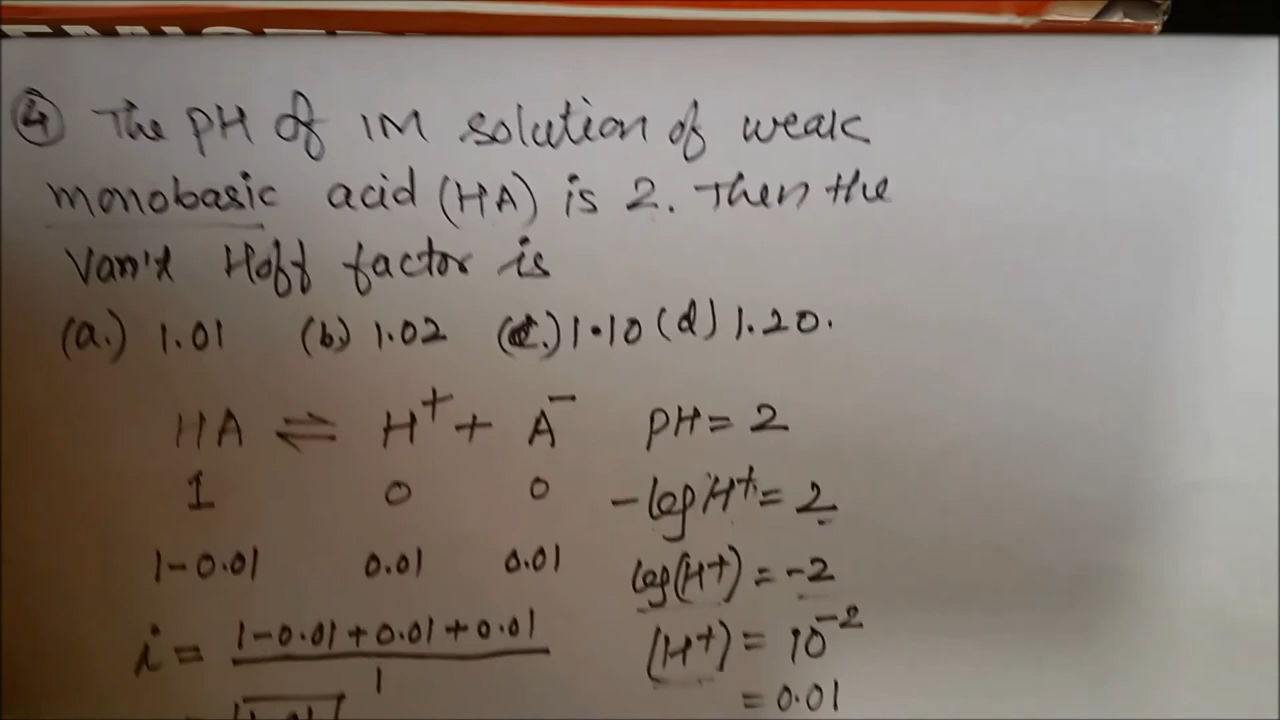 ④ The PH of 1M solution of weak
monobasic acid (HA) is 2. Then the
Van't Hoff factor is
(a.) 1.01 (b) 1.02 (c.) 1.10 (d) 1.20.
HA ⇌ H⁺ + A⁻ PH = 2
1 0 0 -log H⁺ = 2
1-0.01 0.01 0.01 log(H⁺) = -2
i = (1-0.01+0.01+0.01)/1 (H⁺) = 10⁻²
= 0.01